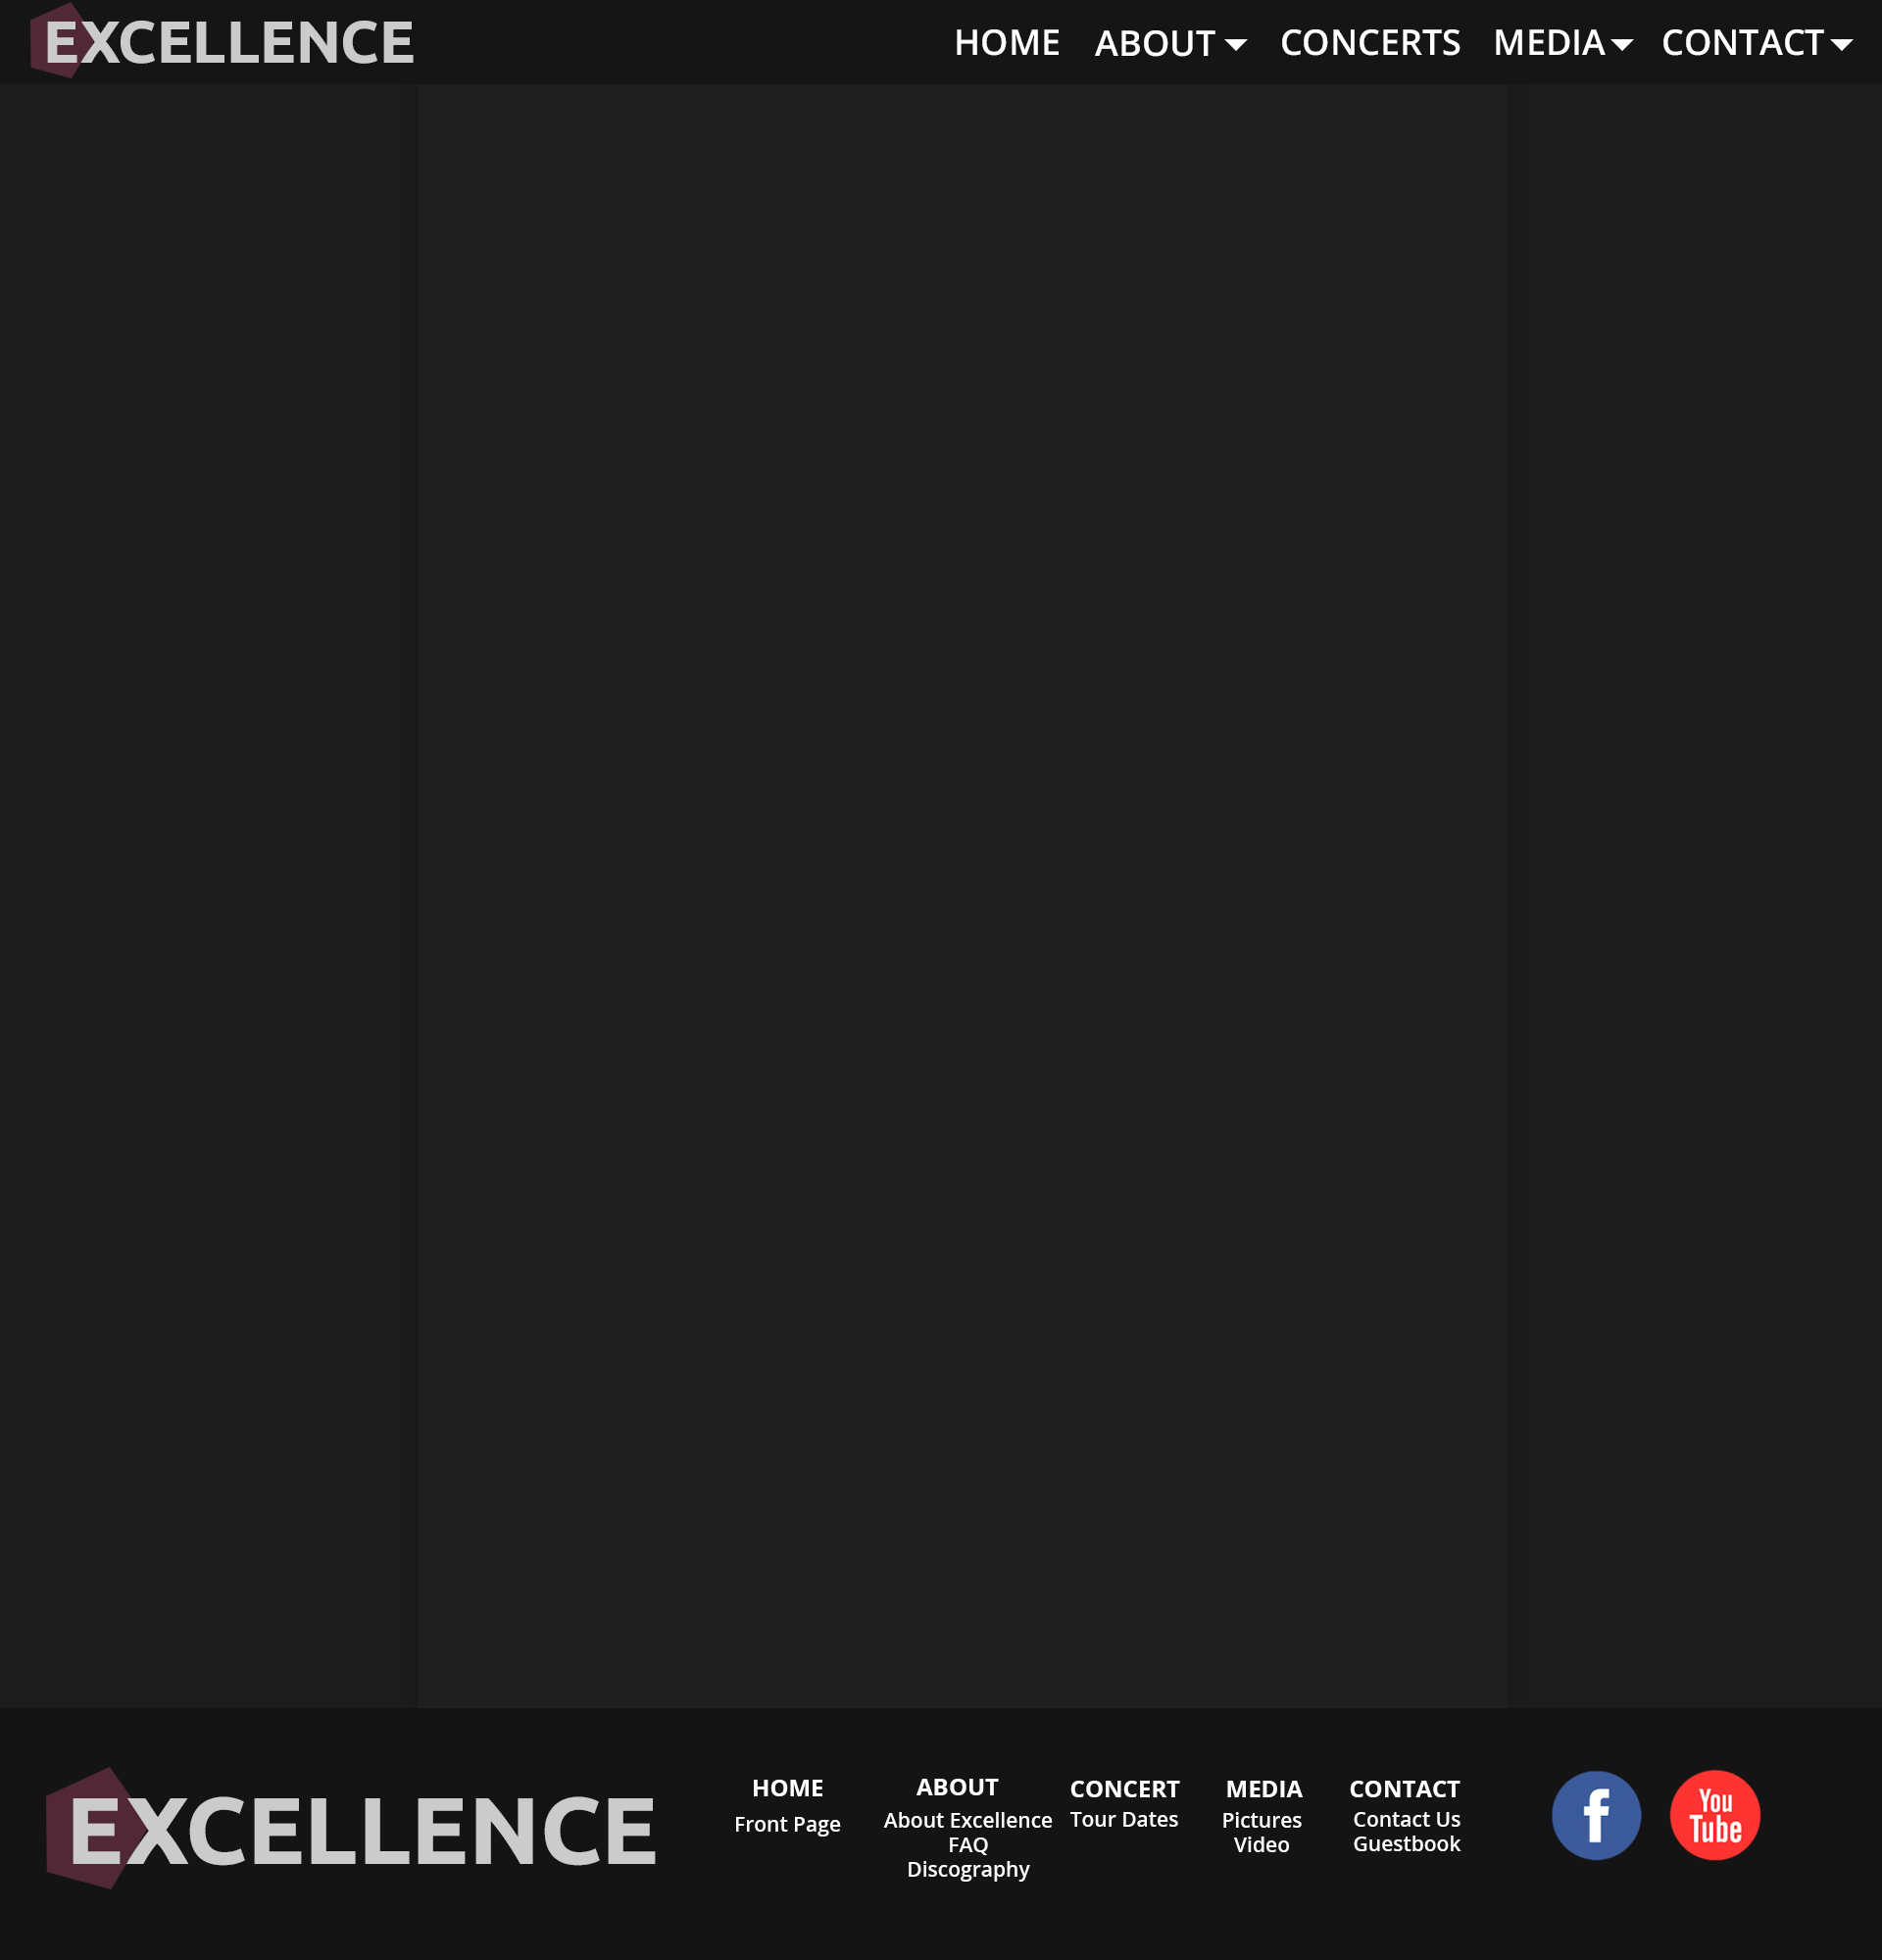 EXCELLENCE
HOME ABOUT CONCERTS MEDIA CONTACT
EXCELLENCE
HOME
Front Page
ABOUT
About Excellence
FAQ
Discography
CONCERT
Tour Dates
MEDIA
Pictures
Video
CONTACT
Contact Us
Guestbook
f
You
Tube